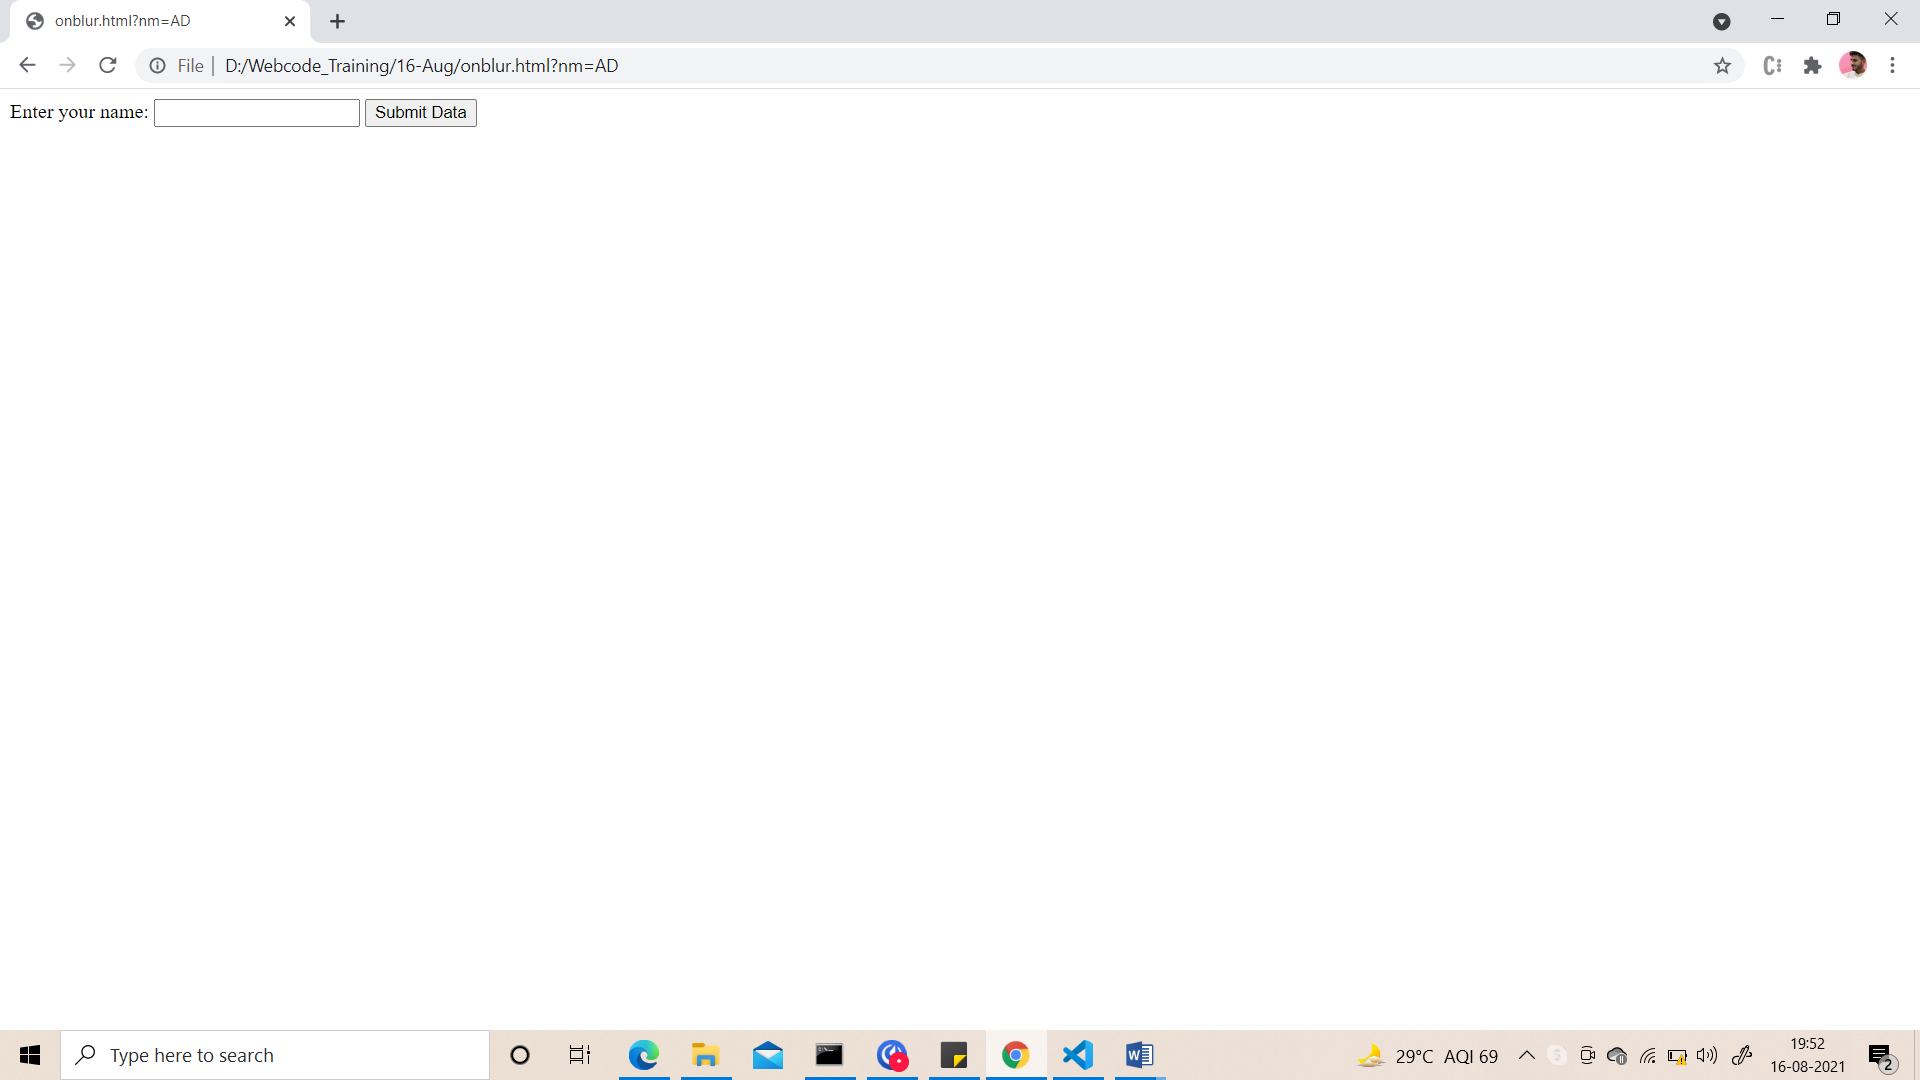 onblur.html?nm=AD
File | D:/Webcode_Training/16-Aug/onblur.html?nm=AD
Enter your name: Submit Data
Type here to search
29°C AQI 69
19:52
16-08-2021
2